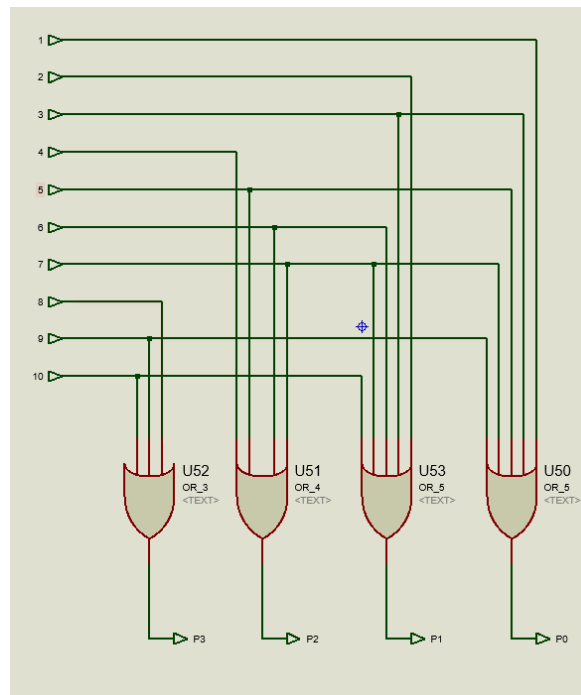 1
2
3
4
5
6
7
8
9
10
U52
OR_3
<TEXT>
U51
OR_4
<TEXT>
U53
OR_5
<TEXT>
U50
OR_5
<TEXT>
P3
P2
P1
P0